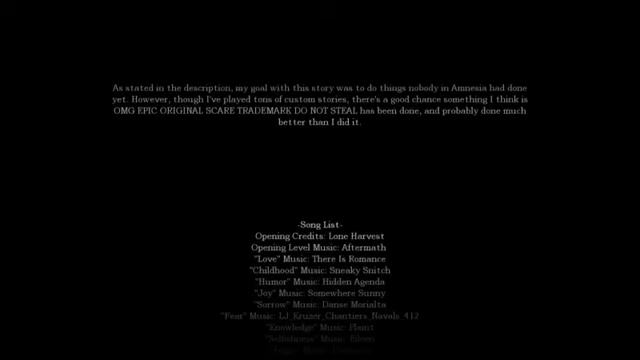 As stated in the description, my goal with this story was to do things nobody in Amnesia had done
yet. However, though I've played tons of custom stories, there's a good chance something I think is
OMG EPIC ORIGINAL SCARE TRADEMARK DO NOT STEAL has been done, and probably done much
better than I did it.
-Song List-
Opening Credits: Lone Harvest
Opening Level Music: Aftermath
"Love" Music: There Is Romance
"Childhood" Music: Sneaky Snitch
"Humor" Music: Hidden Agenda
"Joy" Music: Somewhere Sunny
"Sorrow" Music: Danse Morialta
"Fear" Music: LJ_Kruzer_Chantiers_Navals_412
"Knowledge" Music: Plaint
"Selfishness" Music: Eileen
Music: